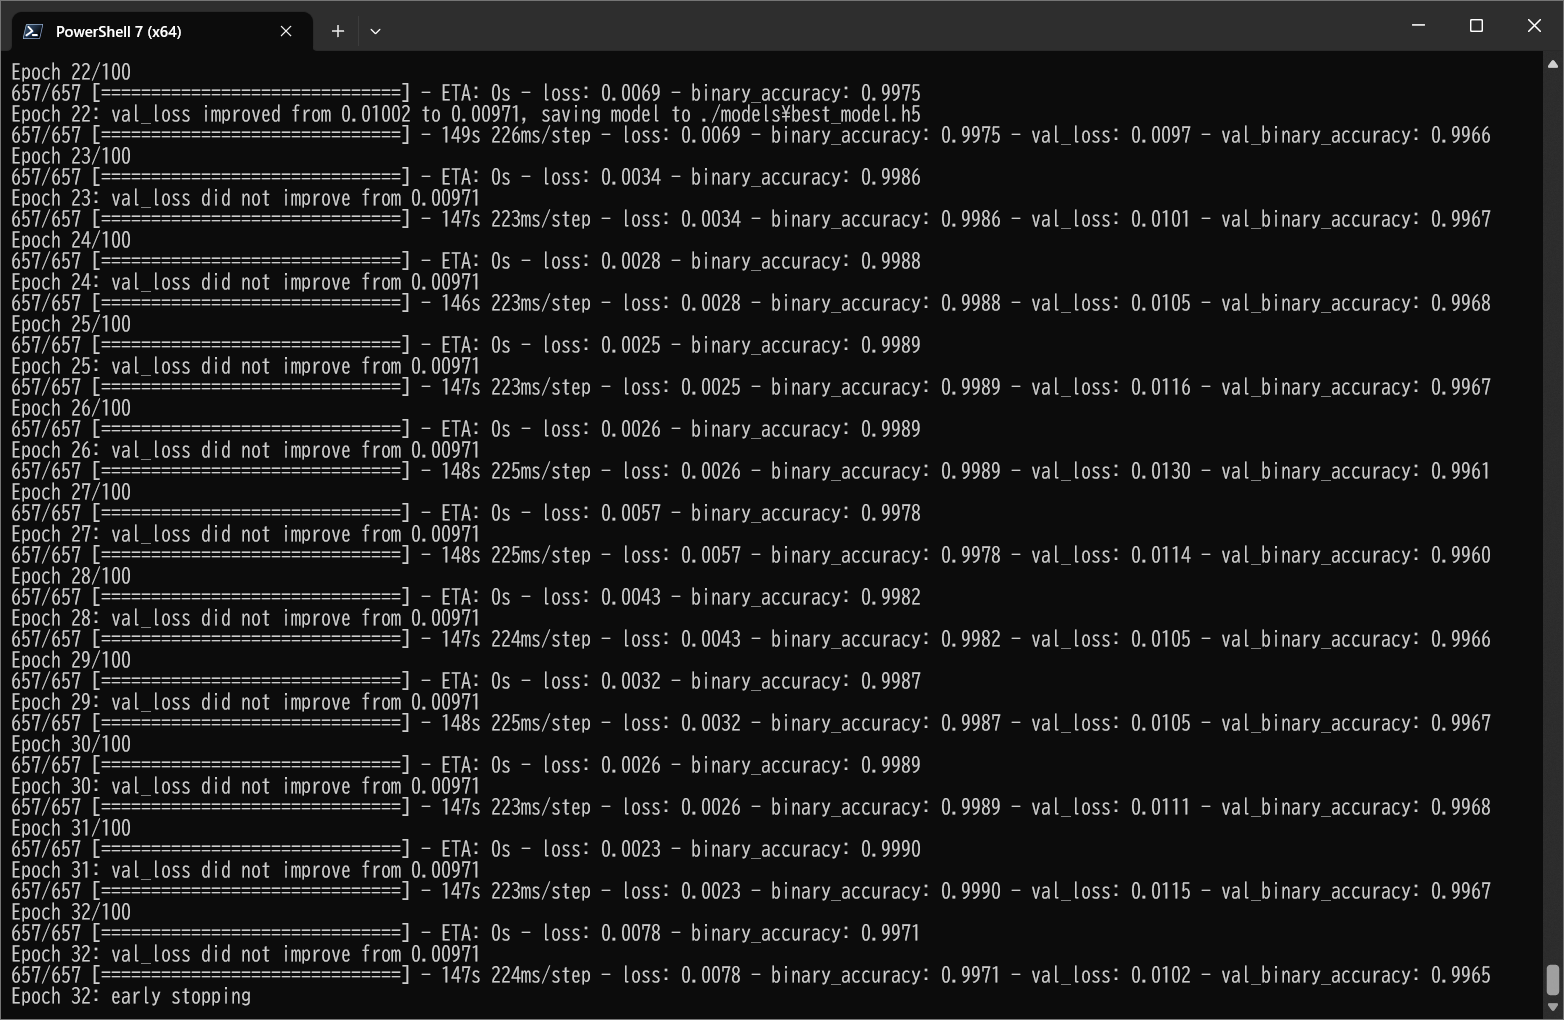 PowerShell 7 (x64)
Epoch 22/100
657/657 [==============================] - ETA: 0s - loss: 0.0069 - binary_accuracy: 0.9975
Epoch 22: val_loss improved from 0.01002 to 0.00971, saving model to ./models¥best_model.h5
657/657 [==============================] - 149s 226ms/step - loss: 0.0069 - binary_accuracy: 0.9975 - val_loss: 0.0097 - val_binary_accuracy: 0.9966
Epoch 23/100
657/657 [==============================] - ETA: 0s - loss: 0.0034 - binary_accuracy: 0.9986
Epoch 23: val_loss did not improve from 0.00971
657/657 [==============================] - 147s 223ms/step - loss: 0.0034 - binary_accuracy: 0.9986 - val_loss: 0.0101 - val_binary_accuracy: 0.9967
Epoch 24/100
657/657 [==============================] - ETA: 0s - loss: 0.0028 - binary_accuracy: 0.9988
Epoch 24: val_loss did not improve from 0.00971
657/657 [==============================] - 146s 223ms/step - loss: 0.0028 - binary_accuracy: 0.9988 - val_loss: 0.0105 - val_binary_accuracy: 0.9968
Epoch 25/100
657/657 [==============================] - ETA: 0s - loss: 0.0025 - binary_accuracy: 0.9989
Epoch 25: val_loss did not improve from 0.00971
657/657 [==============================] - 147s 223ms/step - loss: 0.0025 - binary_accuracy: 0.9989 - val_loss: 0.0116 - val_binary_accuracy: 0.9967
Epoch 26/100
657/657 [==============================] - ETA: 0s - loss: 0.0026 - binary_accuracy: 0.9989
Epoch 26: val_loss did not improve from 0.00971
657/657 [==============================] - 148s 225ms/step - loss: 0.0026 - binary_accuracy: 0.9989 - val_loss: 0.0130 - val_binary_accuracy: 0.9961
Epoch 27/100
657/657 [==============================] - ETA: 0s - loss: 0.0057 - binary_accuracy: 0.9978
Epoch 27: val_loss did not improve from 0.00971
657/657 [==============================] - 148s 225ms/step - loss: 0.0057 - binary_accuracy: 0.9978 - val_loss: 0.0114 - val_binary_accuracy: 0.9960
Epoch 28/100
657/657 [==============================] - ETA: 0s - loss: 0.0043 - binary_accuracy: 0.9982
Epoch 28: val_loss did not improve from 0.00971
657/657 [==============================] - 147s 224ms/step - loss: 0.0043 - binary_accuracy: 0.9982 - val_loss: 0.0105 - val_binary_accuracy: 0.9966
Epoch 29/100
657/657 [==============================] - ETA: 0s - loss: 0.0032 - binary_accuracy: 0.9987
Epoch 29: val_loss did not improve from 0.00971
657/657 [==============================] - 148s 225ms/step - loss: 0.0032 - binary_accuracy: 0.9987 - val_loss: 0.0105 - val_binary_accuracy: 0.9967
Epoch 30/100
657/657 [==============================] - ETA: 0s - loss: 0.0026 - binary_accuracy: 0.9989
Epoch 30: val_loss did not improve from 0.00971
657/657 [==============================] - 147s 223ms/step - loss: 0.0026 - binary_accuracy: 0.9989 - val_loss: 0.0111 - val_binary_accuracy: 0.9968
Epoch 31/100
657/657 [==============================] - ETA: 0s - loss: 0.0023 - binary_accuracy: 0.9990
Epoch 31: val_loss did not improve from 0.00971
657/657 [==============================] - 147s 223ms/step - loss: 0.0023 - binary_accuracy: 0.9990 - val_loss: 0.0115 - val_binary_accuracy: 0.9967
Epoch 32/100
657/657 [==============================] - ETA: 0s - loss: 0.0078 - binary_accuracy: 0.9971
Epoch 32: val_loss did not improve from 0.00971
657/657 [==============================] - 147s 224ms/step - loss: 0.0078 - binary_accuracy: 0.9971 - val_loss: 0.0102 - val_binary_accuracy: 0.9965
Epoch 32: early stopping